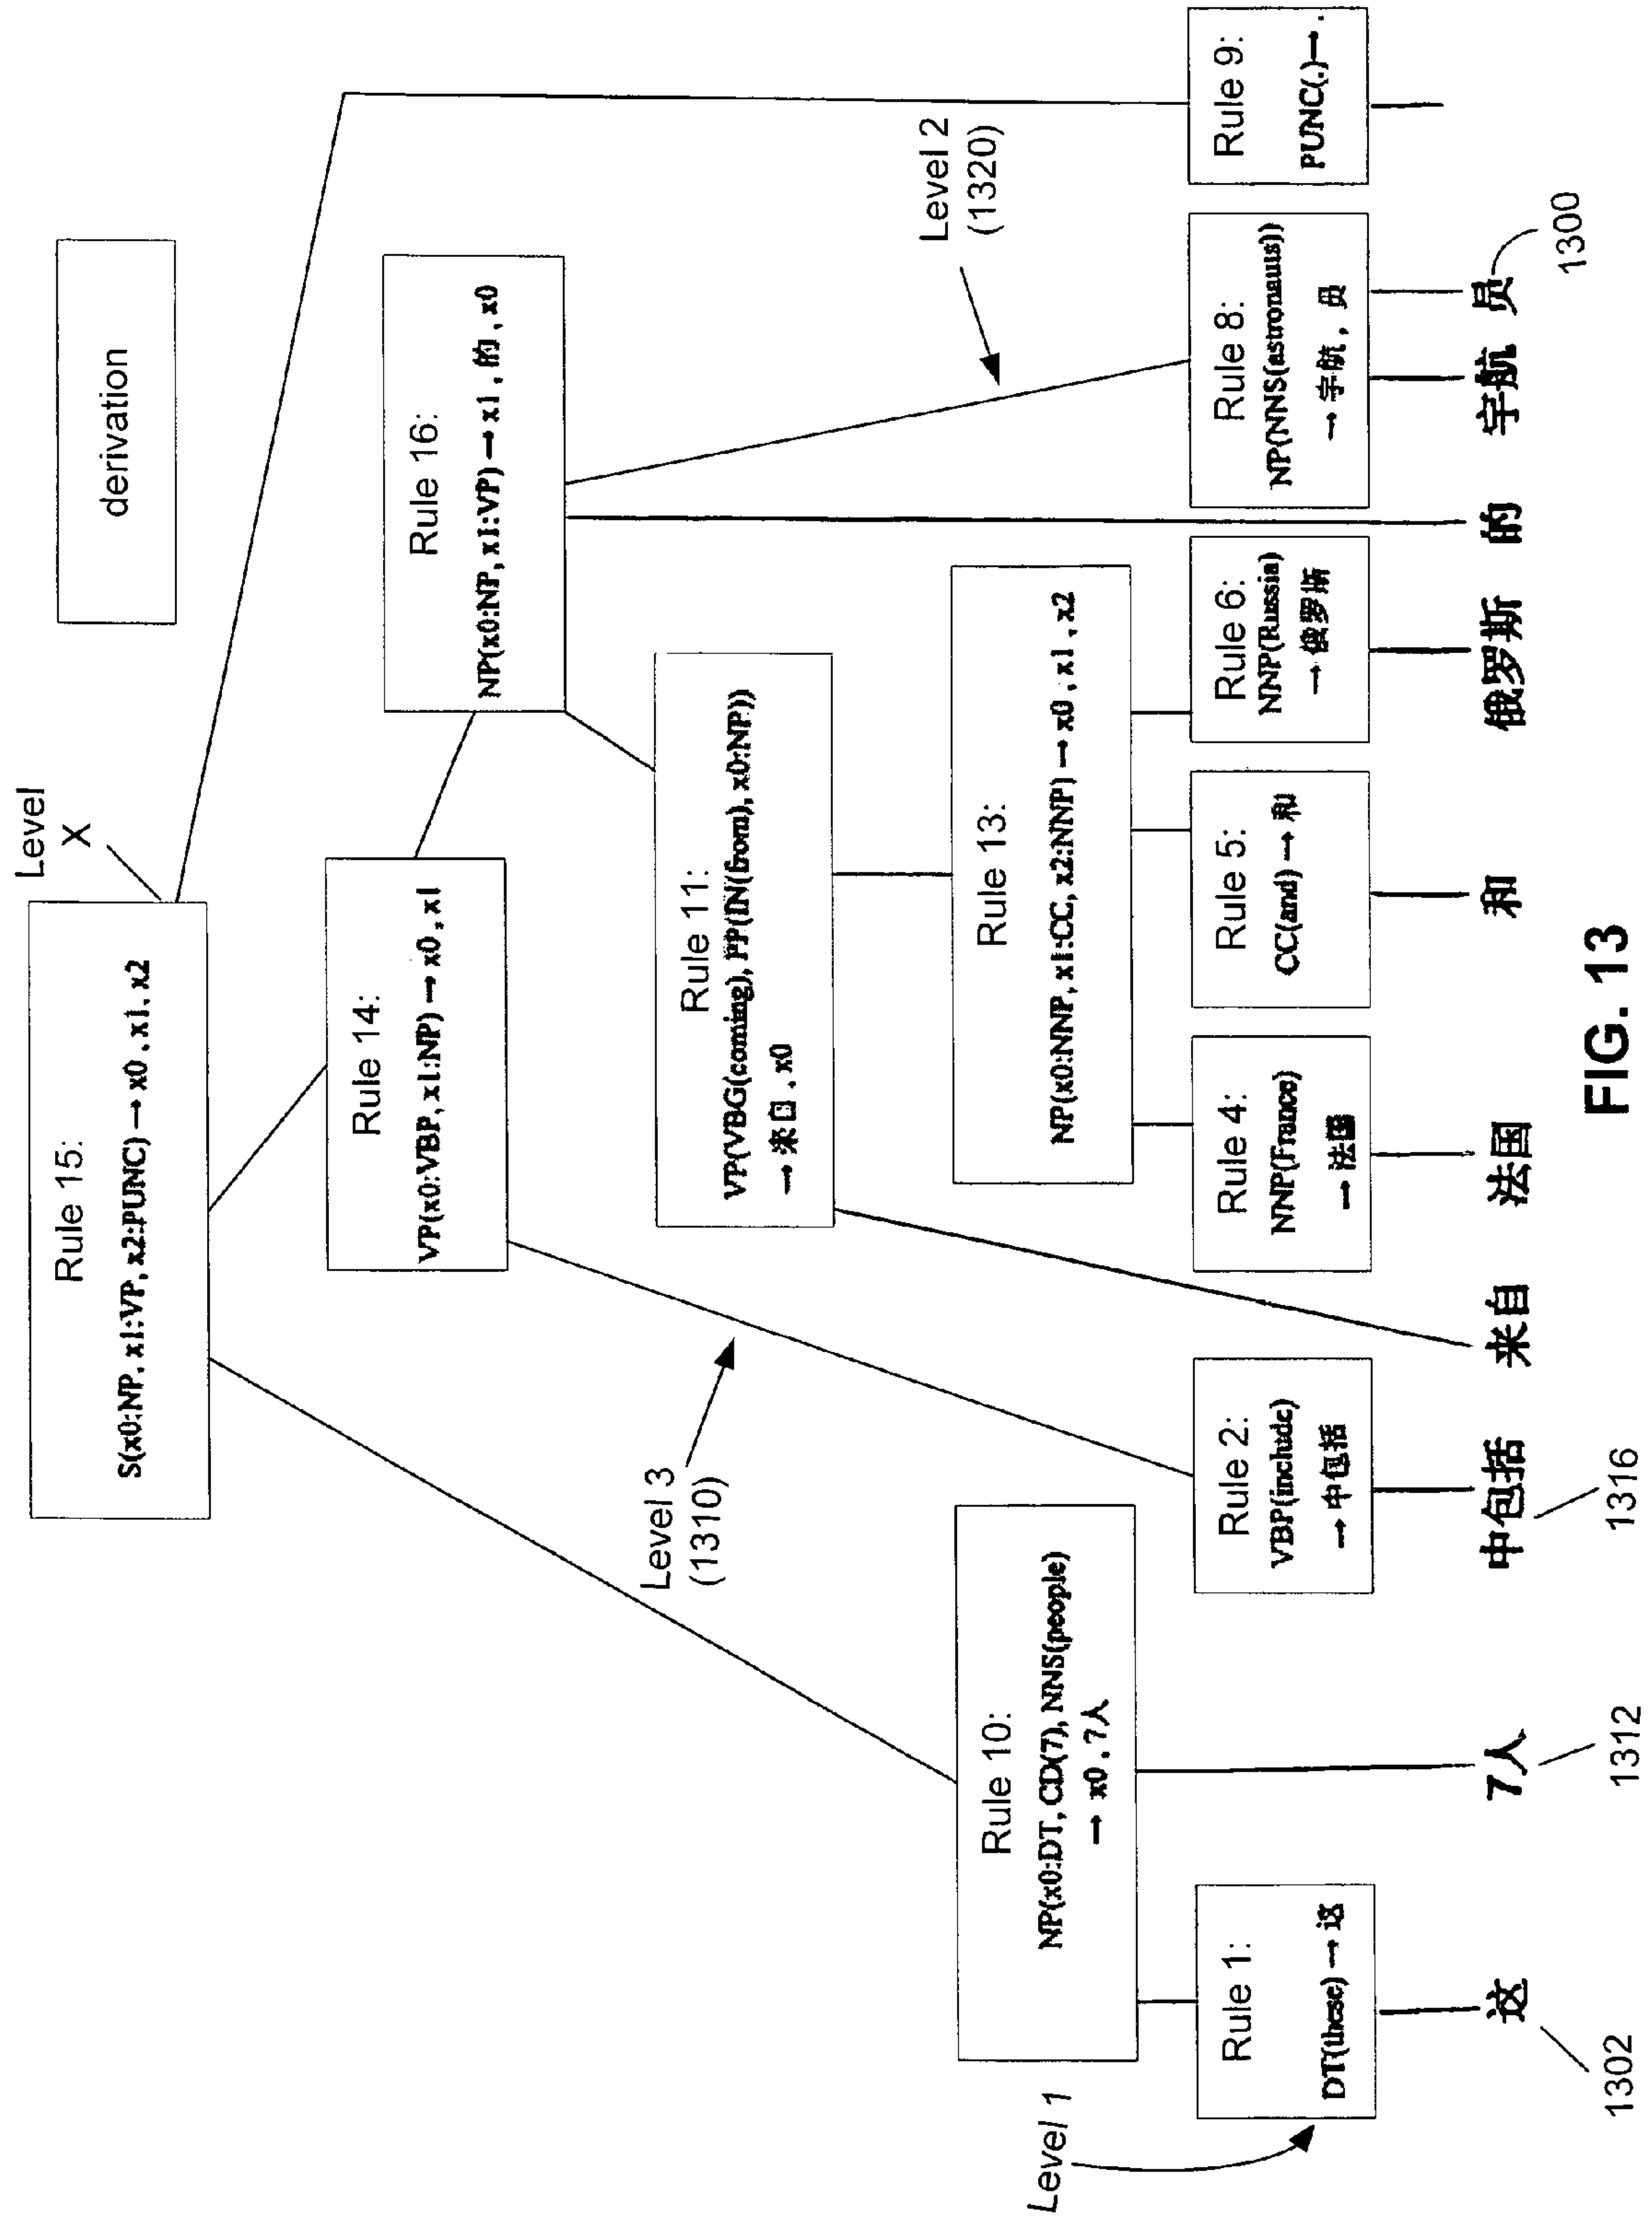 derivation
Level
X
Rule 15:
S(x0:NP, x1:VP, x2:PUNC) → x0 , x1, x2
Rule 14:
VP(x0:VBP, x1:NP) → x0 , x1
Rule 16:
NP(x0:NP, x1:VP) → x1 , 的 , x0
Level 3
(1310)
Rule 11:
VP(VBG(coming), PP(IN(from), x0:NP))
→ 来自 , x0
Level 2
(1320)
Rule 10:
NP(x0:DT, CD(7), NNS(people)
→ x0 , 7人
Rule 13:
NP(x0:NNP, x1:CC, x2:NNP) → x0 , x1 , x2
Level 1
Rule 1:
DT(these) → 这
Rule 2:
VBP(include)
→ 中包括
Rule 4:
NNP(France)
→ 法国
Rule 5:
CC(and) → 和
Rule 6:
NNP(Russia)
→ 俄罗斯
Rule 8:
NP(NNS(astronauts))
→ 宇航 , 员
Rule 9:
PUNC(.) → .
这 7人 中包括 来自 法国 和 俄罗斯 的 宇航 员
1302 1312 1316 1300
FIG. 13